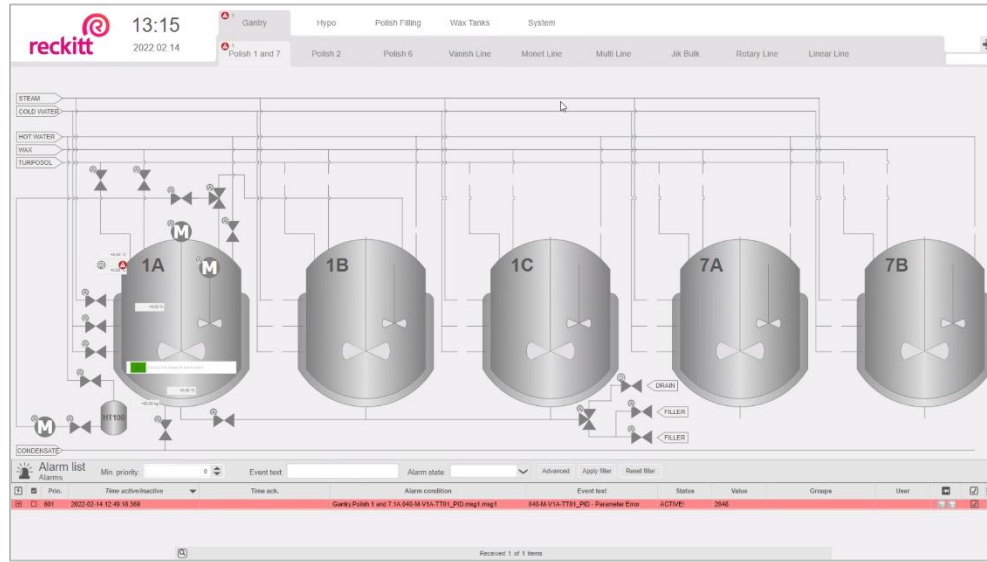 reckitt
13:15
2022.02.14
Gantry Hypo Polish Filling Wax Tanks System
Polish 1 and 7 Polish 2 Polish 6 Vanish Line Monet Line Multi Line Jik Bulk Rotary Line Linear Line
STEAM
COLD WATER
HOT WATER
WAX
TURPOSOL
M
1A M 1B 1C 7A 7B
DRAIN
HT100 FILLER
M
FILLER
CONDENSATE
Alarm list Min. priority: 0 Event text: Alarm state: Advanced Apply filter Reset filter
Alarms
Prio. Time active/inactive Time ack. Alarm condition Event text Status Value Groups User
601 2022-02-14 12:49:18.369 Gantry.Polish 1 and 7.1A.040-M-V1A-TT01_PID.msg1.msg1 040-M-V1A-TT01_PID - Parameter Error ACTIVE! 2046
Received 1 of 1 items